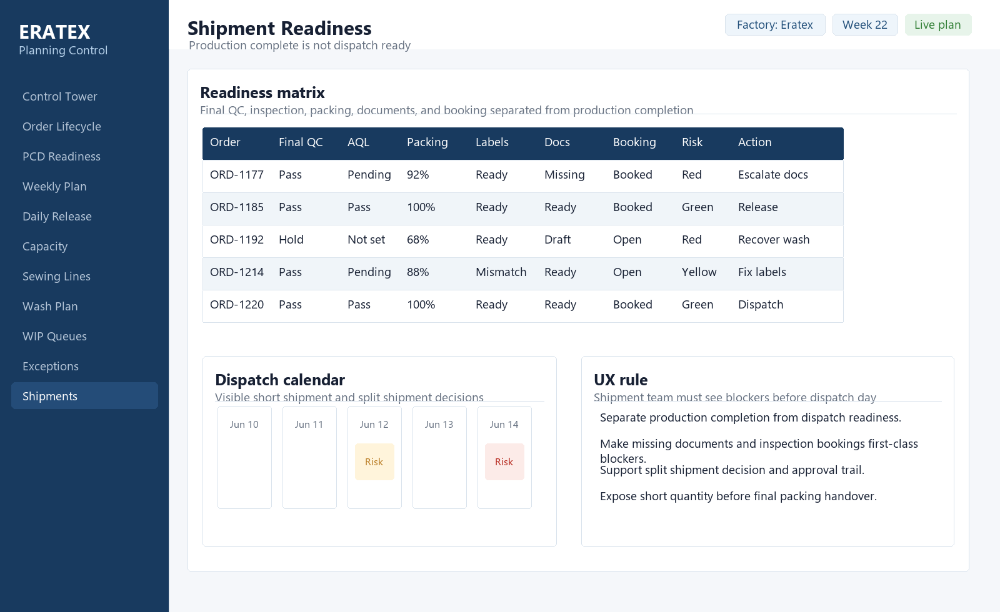 ERATEX
Planning Control
Control Tower
Order Lifecycle
PCD Readiness
Weekly Plan
Daily Release
Capacity
Sewing Lines
Wash Plan
WIP Queues
Exceptions
Shipments
Shipment Readiness
Production complete is not dispatch ready
Factory: Eratex
Week 22
Live plan
Readiness matrix
Final QC, inspection, packing, documents, and booking separated from production completion
Order Final QC AQL Packing Labels Docs Booking Risk Action
ORD-1177 Pass Pending 92% Ready Missing Booked Red Escalate docs
ORD-1185 Pass Pass 100% Ready Ready Booked Green Release
ORD-1192 Hold Not set 68% Ready Draft Open Red Recover wash
ORD-1214 Pass Pending 88% Mismatch Ready Open Yellow Fix labels
ORD-1220 Pass Pass 100% Ready Ready Booked Green Dispatch
Dispatch calendar
Visible short shipment and split shipment decisions
Jun 10 Jun 11 Jun 12 Jun 13 Jun 14
Risk Risk
UX rule
Shipment team must see blockers before dispatch day
Separate production completion from dispatch readiness.
Make missing documents and inspection bookings first-class
blockers.
Support split shipment decision and approval trail.
Expose short quantity before final packing handover.